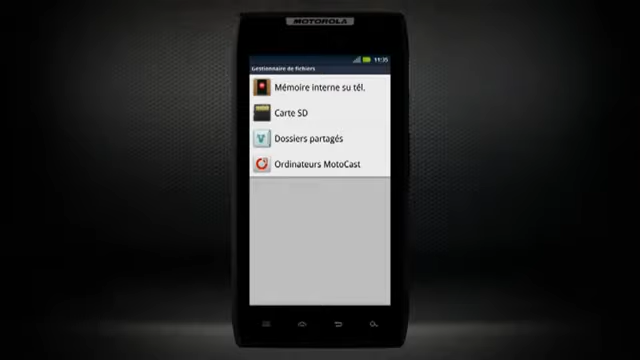 MOTOROLA
11:35
Gestionnaire de fichiers
Mémoire interne su tél.
Carte SD
Dossiers partagés
Ordinateurs MotoCast